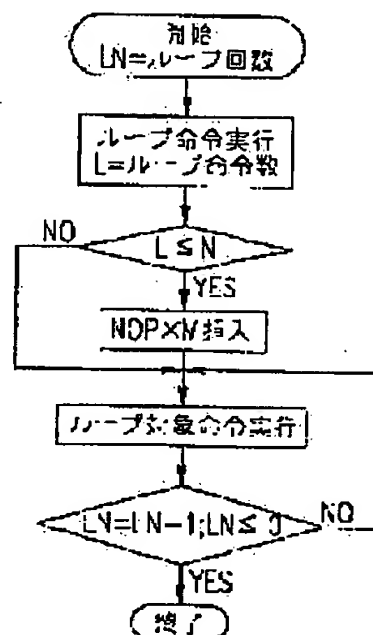 開始
LN=ループ回数
ループ命令実行
L=ループ命令数
NO
L≤N
YES
NOP×N挿入
ループ対象命令実行
LN=LN-1;LN≤0
NO
YES
終了